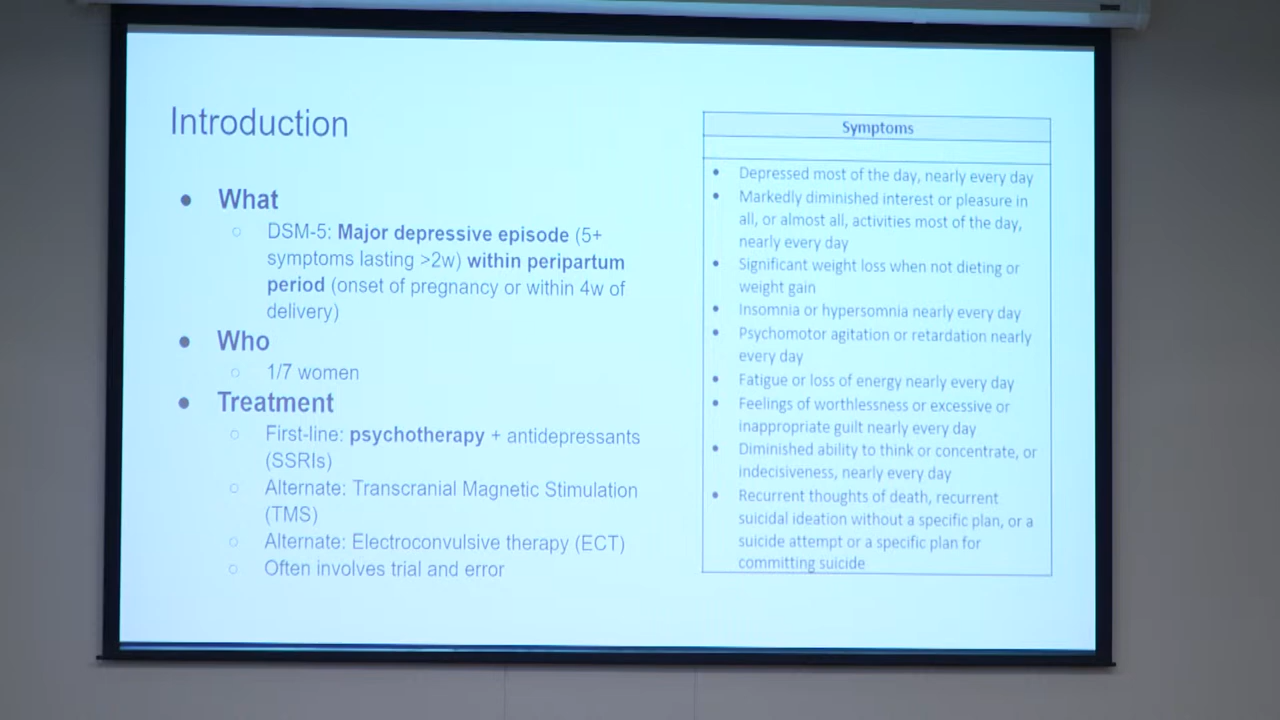 Introduction
• What
○ DSM-5: Major depressive episode (5+
symptoms lasting >2w) within peripartum
period (onset of pregnancy or within 4w of
delivery)
• Who
○ 1/7 women
• Treatment
○ First-line: psychotherapy + antidepressants
(SSRIs)
○ Alternate: Transcranial Magnetic Stimulation
(TMS)
○ Alternate: Electroconvulsive therapy (ECT)
○ Often involves trial and error
Symptoms
• Depressed most of the day, nearly every day
• Markedly diminished interest or pleasure in
all, or almost all, activities most of the day,
nearly every day
• Significant weight loss when not dieting or
weight gain
• Insomnia or hypersomnia nearly every day
• Psychomotor agitation or retardation nearly
every day
• Fatigue or loss of energy nearly every day
• Feelings of worthlessness or excessive or
inappropriate guilt nearly every day
• Diminished ability to think or concentrate, or
indecisiveness, nearly every day
• Recurrent thoughts of death, recurrent
suicidal ideation without a specific plan, or a
suicide attempt or a specific plan for
committing suicide